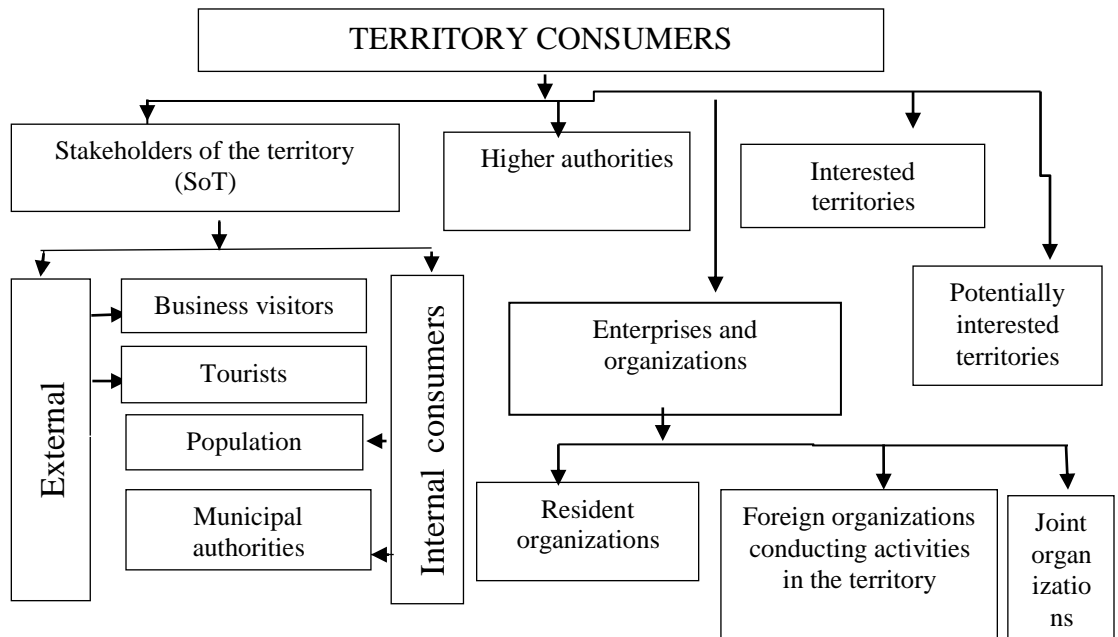 TERRITORY CONSUMERS
Stakeholders of the territory
(SoT)
Higher authorities
Interested
territories
Potentially
interested
territories
External
Business visitors
Tourists
Population
Municipal
authorities
Internal consumers
Enterprises and
organizations
Resident
organizations
Foreign organizations
conducting activities
in the territory
Joint
organ
izatio
ns